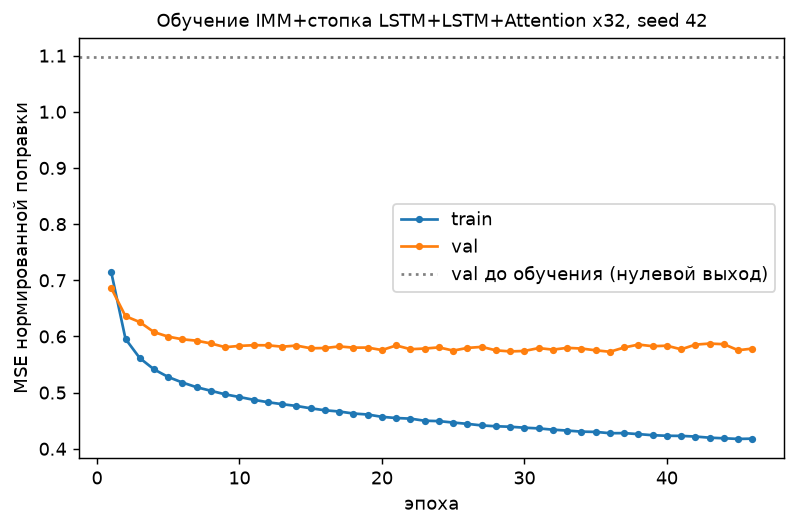 Обучение IMM+стопка LSTM+LSTM+Attention x32, seed 42
MSE нормированной поправки
1.1
1.0
0.9
0.8
0.7
0.6
0.5
0.4
train
val
val до обучения (нулевой выход)
0
10
20
30
40
эпоха